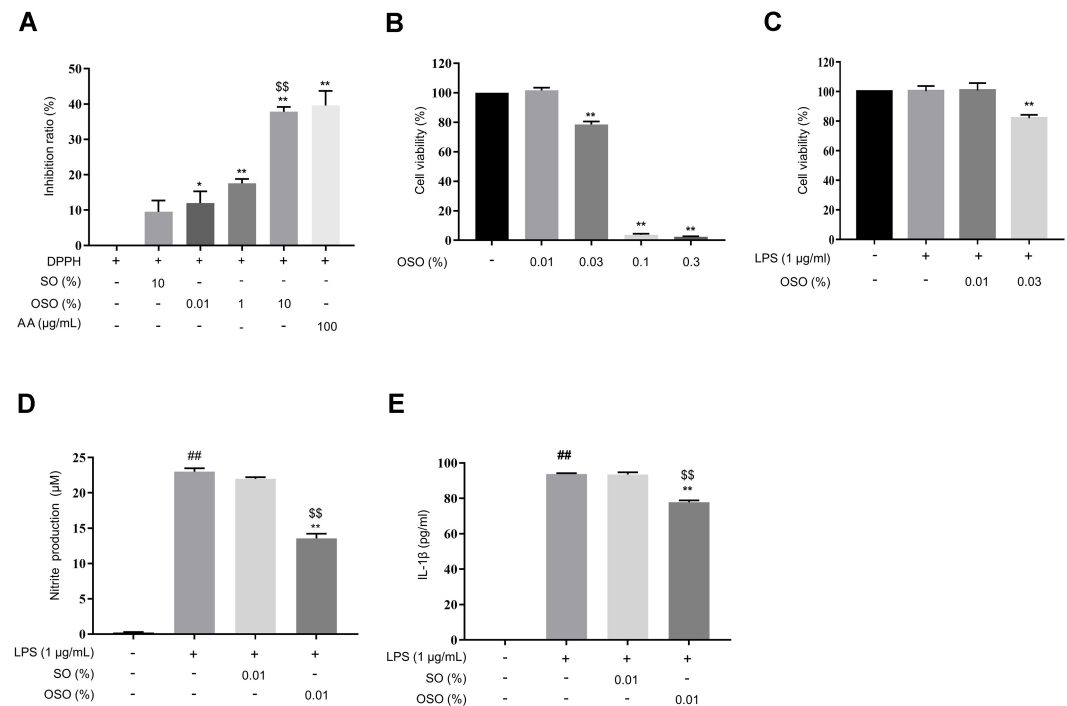 A
B
C
Inhibition ratio (%)
50
40
30
20
10
0
*
**
$$
**
**
DPPH + + + + + +
SO (%) - 10 - - - -
OSO (%) - - 0.01 1 10 -
AA (μg/mL) - - - - - 100
Cell viability (%)
120
100
80
60
40
20
0
**
**
**
OSO (%) - 0.01 0.03 0.1 0.3
Cell viability (%)
120
100
80
60
40
20
0
**
LPS (1 μg/ml) - + + +
OSO (%) - - 0.01 0.03
D
E
Nitrite production (μM)
25
20
15
10
5
0
##
$$
**
LPS (1 μg/mL) - + + +
SO (%) - - 0.01 -
OSO (%) - - - 0.01
IL-1β (pg/ml)
100
80
60
40
20
0
##
$$
**
LPS (1 μg/mL) - + + +
SO (%) - - 0.01 -
OSO (%) - - - 0.01